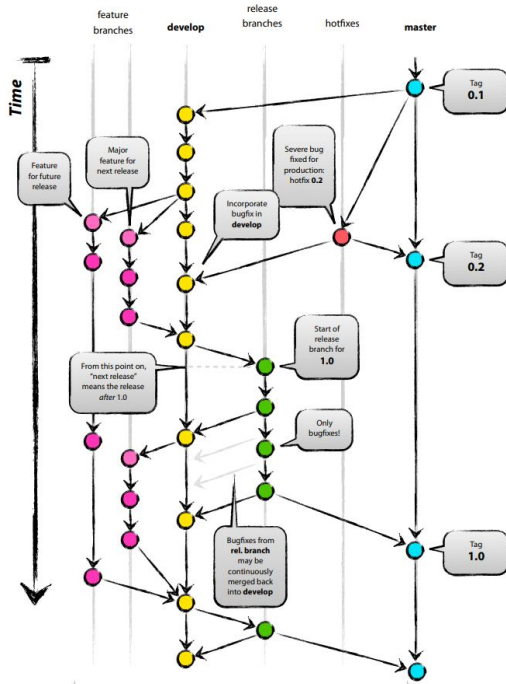 feature
branches
develop
release
branches
hotfixes
master
Time
Tag
0.1
Feature
for future
release
Major
feature for
next release
Severe bug
fixed for
production:
hotfix 0.2
Incorporate
bugfix in
develop
Tag
0.2
Start of
release
branch for
1.0
From this point on,
“next release”
means the release
after 1.0
Only
bugfixes!
Bugfixes from
rel. branch
may be
continuously
merged back
into develop
Tag
1.0